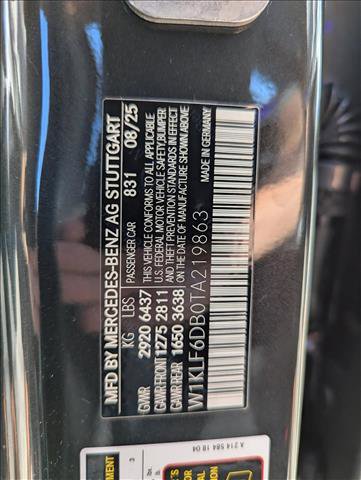 MFD BY MERCEDES-BENZ AG STUTTGART
PASSENGER CAR 831 08/25
KG LBS
GVWR 2920 6437
GAWR FRONT 1275 2811
GAWR REAR 1650 3638
THIS VEHICLE CONFORMS TO ALL APPLICABLE
U.S. FEDERAL MOTOR VEHICLE SAFETY, BUMPER
AND THEFT PREVENTION STANDARDS IN EFFECT
ON THE DATE OF MANUFACTURE SHOWN ABOVE
W1KLF6DB0TA219863
MADE IN GERMANY
A 214 584 18 04
3